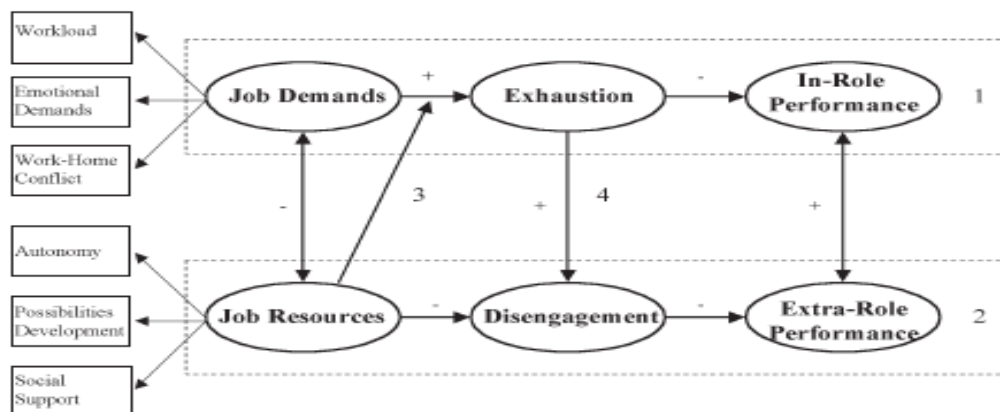 Workload
Emotional
Demands
Work-Home
Conflict
Autonomy
Possibilities
Development
Social
Support
Job Demands
+
Exhaustion
-
In-Role
Performance
1
-
3
+
4
+
Job Resources
-
Disengagement
-
Extra-Role
Performance
2